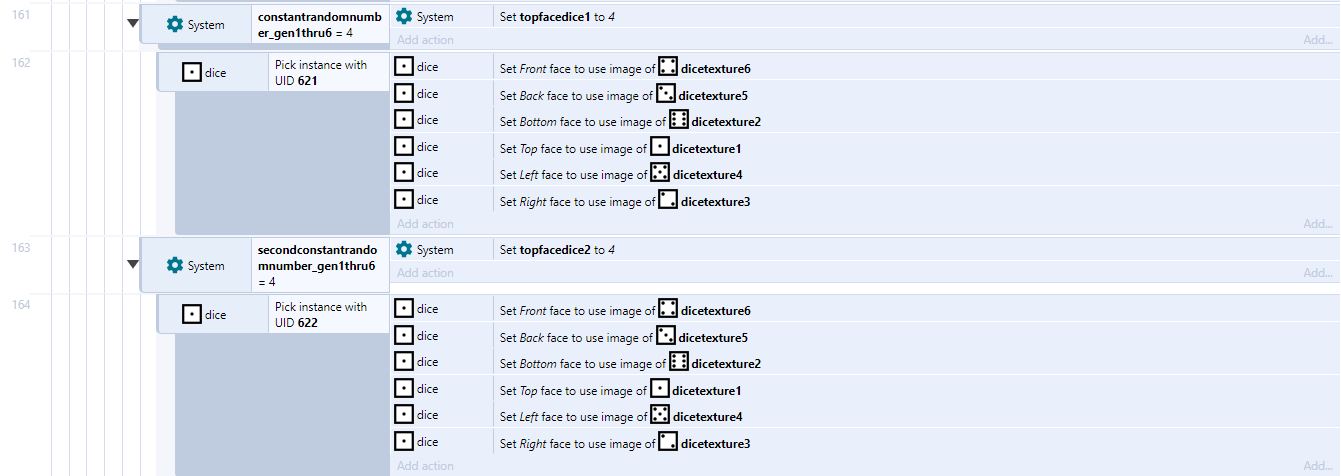 161
System
constantrandomnumb
er_gen1thru6 = 4
System
Set topfacedice1 to 4
Add action
Add...
162
dice
Pick instance with
UID 621
dice
Set Front face to use image of dicetexture6
dice
Set Back face to use image of dicetexture5
dice
Set Bottom face to use image of dicetexture2
dice
Set Top face to use image of dicetexture1
dice
Set Left face to use image of dicetexture4
dice
Set Right face to use image of dicetexture3
Add action
Add...
163
System
secondconstantrando
mnumber_gen1thru6
= 4
System
Set topfacedice2 to 4
Add action
Add...
164
dice
Pick instance with
UID 622
dice
Set Front face to use image of dicetexture6
dice
Set Back face to use image of dicetexture5
dice
Set Bottom face to use image of dicetexture2
dice
Set Top face to use image of dicetexture1
dice
Set Left face to use image of dicetexture4
dice
Set Right face to use image of dicetexture3
Add action
Add...